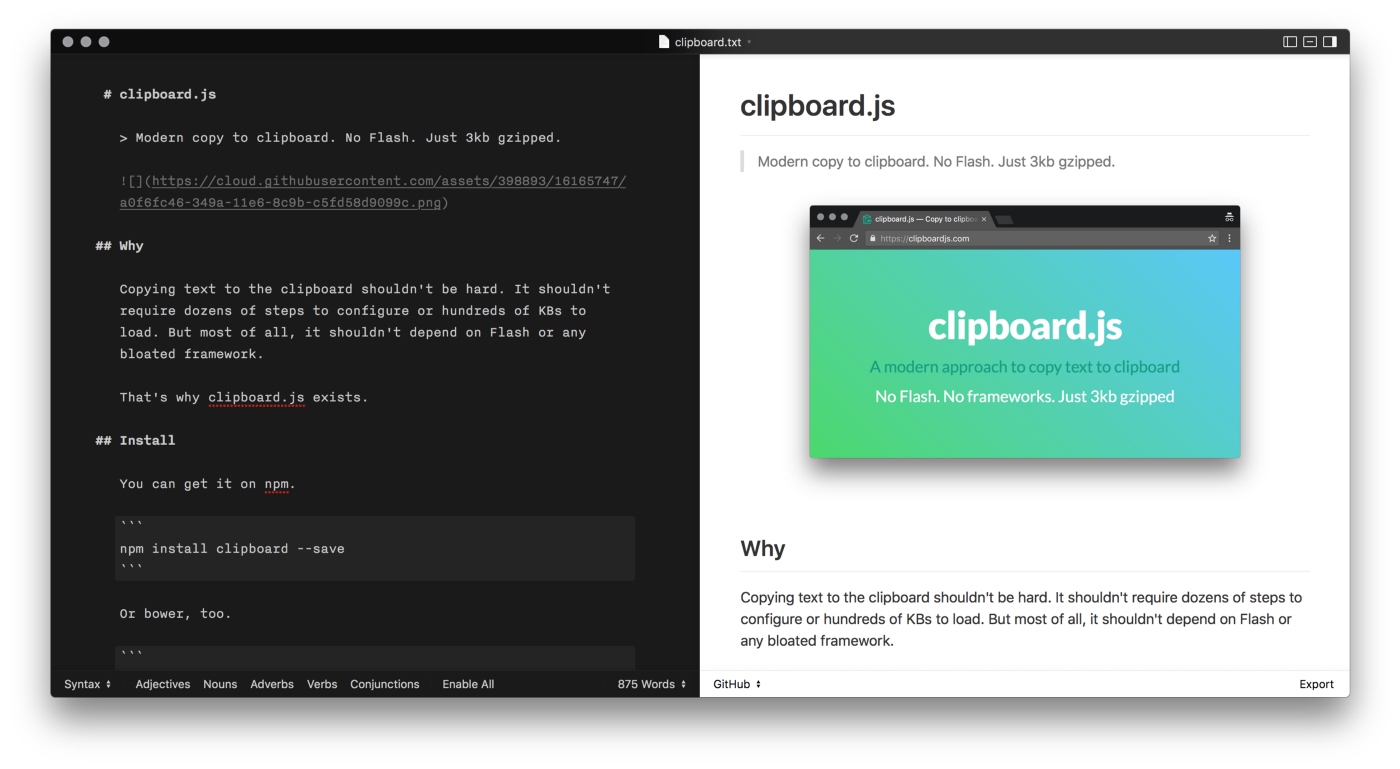 clipboard.txt
# clipboard.js
> Modern copy to clipboard. No Flash. Just 3kb gzipped.
![](https://cloud.githubusercontent.com/assets/398893/16165747/
a0f6fc46-349a-11e6-8c9b-c5fd58d9099c.png)
## Why
Copying text to the clipboard shouldn't be hard. It shouldn't
require dozens of steps to configure or hundreds of KBs to
load. But most of all, it shouldn't depend on Flash or any
bloated framework.
That's why clipboard.js exists.
## Install
You can get it on npm.
```
npm install clipboard --save
```
Or bower, too.
```
Syntax Adjectives Nouns Adverbs Verbs Conjunctions Enable All 875 Words
clipboard.js
Modern copy to clipboard. No Flash. Just 3kb gzipped.
clipboard.js — Copy to clipbo
https://clipboardjs.com
clipboard.js
A modern approach to copy text to clipboard
No Flash. No frameworks. Just 3kb gzipped
Why
Copying text to the clipboard shouldn't be hard. It shouldn't require dozens of steps to
configure or hundreds of KBs to load. But most of all, it shouldn't depend on Flash or
any bloated framework.
GitHub Export